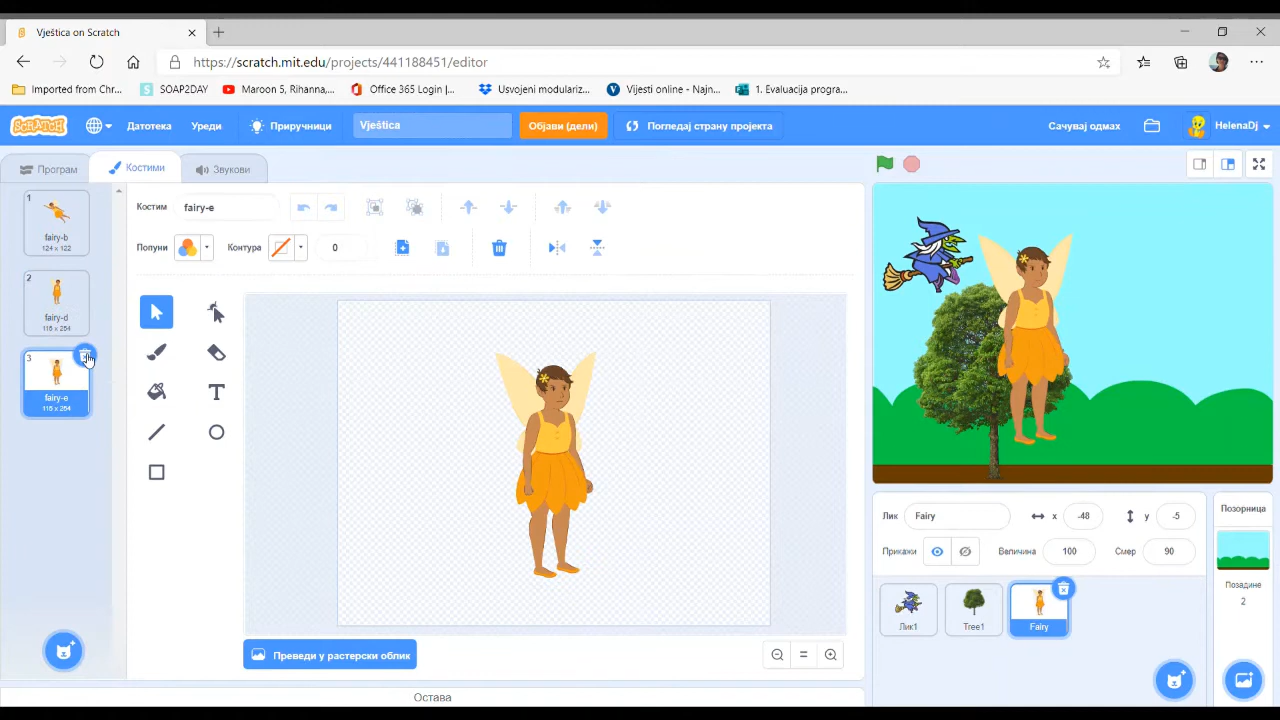 Vještica on Scratch
https://scratch.mit.edu/projects/441188451/editor
Imported from Chr...
SOAP2DAY
Maroon 5, Rihanna,...
Office 365 Login |...
Usvojeni modulariz...
Vijesti online - Najn...
1. Evaluacija progra...
SCRATCH
Датотека
Уреди
Приручници
Vještica
Објави (дели)
Погледај страну пројекта
Сачувај одмах
HelenaDj
Програм
Костими
Звукови
1
fairy-b
124 x 122
2
fairy-d
116 x 254
3
fairy-e
116 x 254
Костим
fairy-e
Попуни
Контура
0
Преведи у растерски облик
Остава
Лик
Fairy
x
-48
y
-5
Прикажи
Величина
100
Смер
90
Лик1
Tree1
Fairy
Позорница
Позадине
2